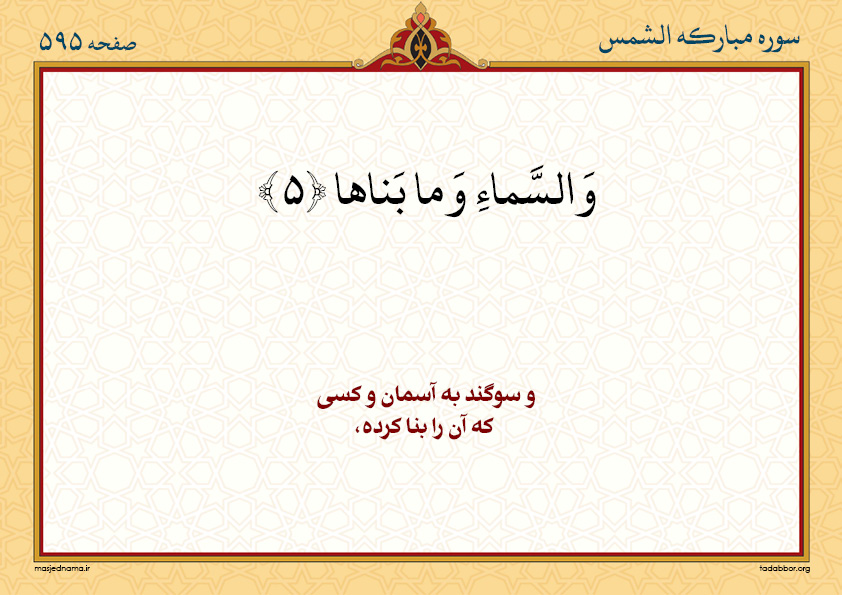 سوره مبارکه الشمس
صفحه ۵۹۵
وَ السَّماءِ وَ ما بَناها ﴿۵﴾
و سوگند به آسمان و کسی
که آن را بنا کرده،
masjednama.ir
tadabbor.org